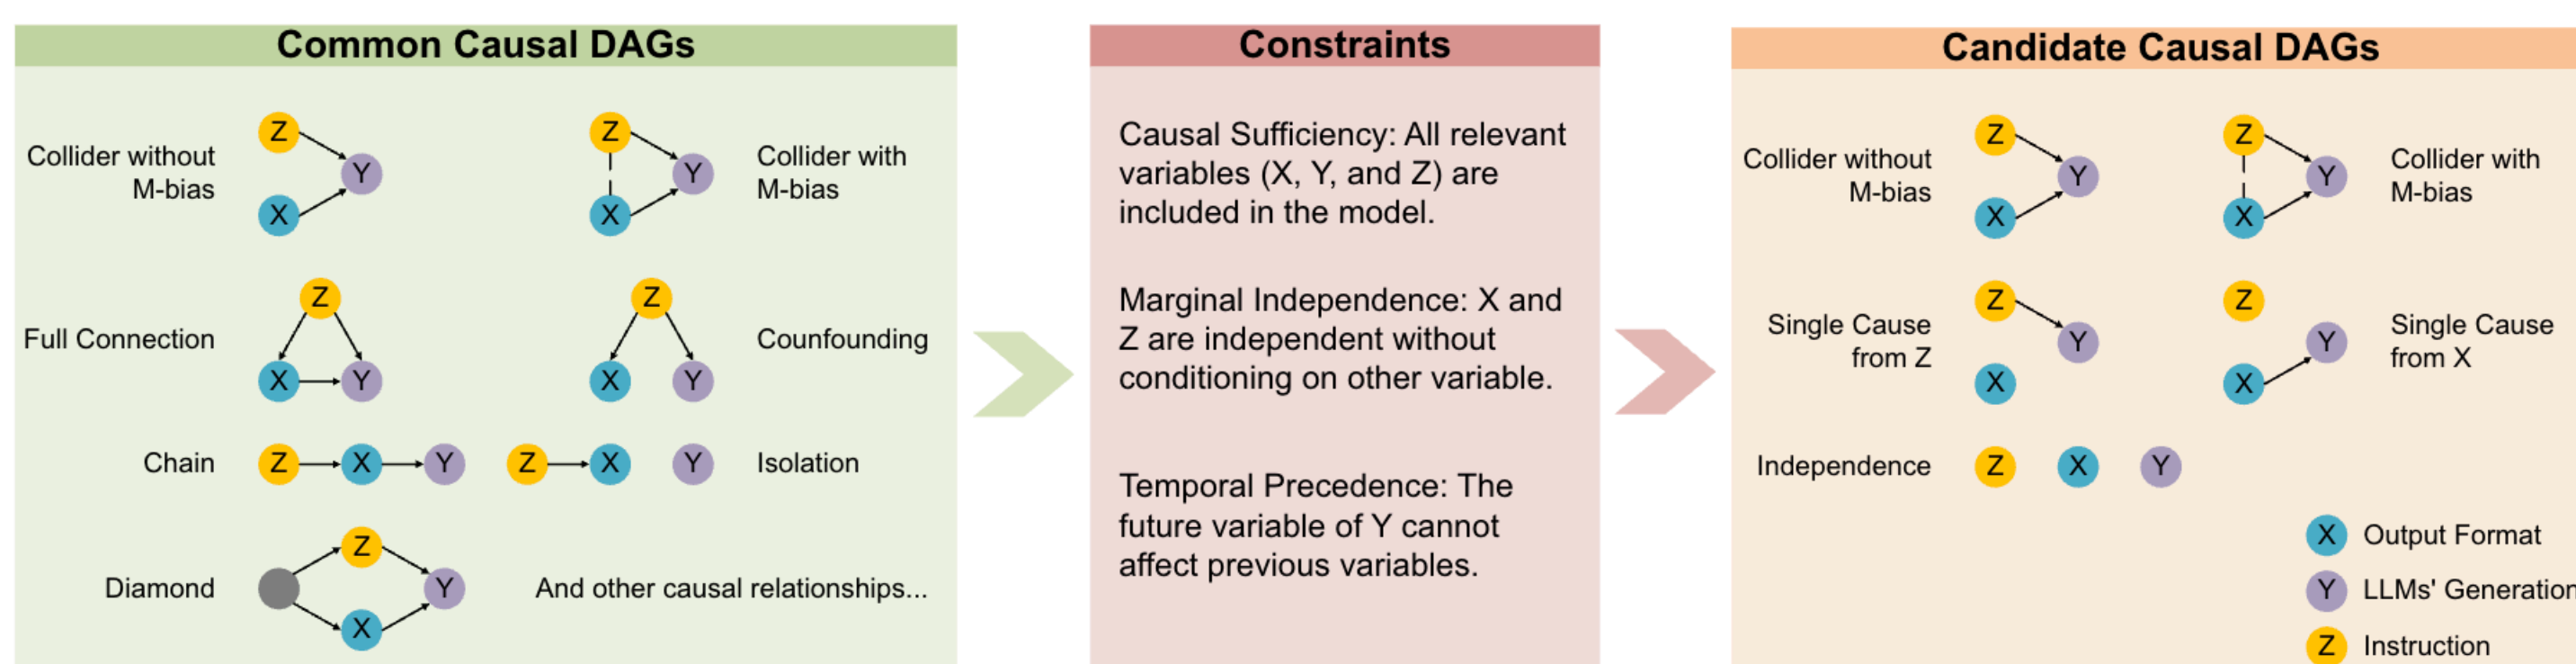 Common Causal DAGs
Collider without
M-bias
Z
X
Y
Z
X
Y
Collider with
M-bias
Full Connection
Z
X
Y
Z
X
Y
Counfounding
Chain
Z
X
Y
Z
X
Y
Isolation
Diamond
Z
X
Y
And other causal relationships...
Constraints
Causal Sufficiency: All relevant
variables (X, Y, and Z) are
included in the model.
Marginal Independence: X and
Z are independent without
conditioning on other variable.
Temporal Precedence: The
future variable of Y cannot
affect previous variables.
Candidate Causal DAGs
Collider without
M-bias
Z
X
Y
Z
X
Y
Collider with
M-bias
Single Cause
from Z
Z
X
Y
Z
X
Y
Single Cause
from X
Independence
Z
X
Y
X Output Format
Y LLMs' Generation
Z Instruction